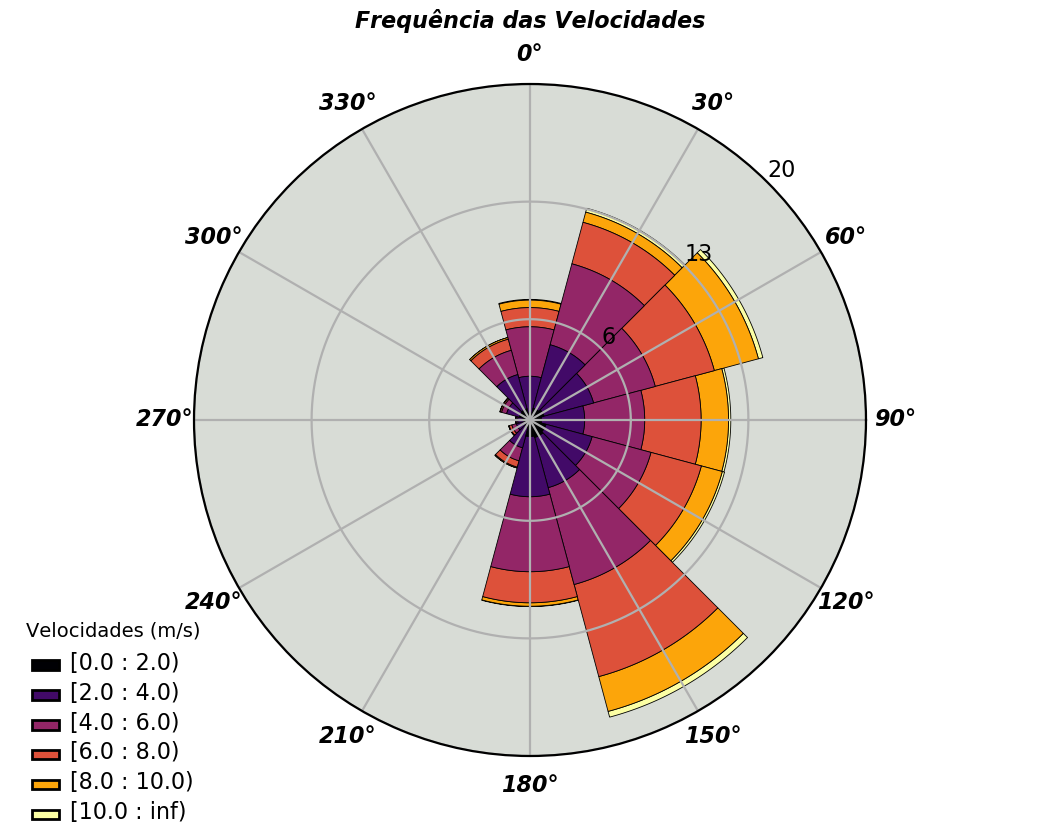 Frequência das Velocidades
0°
330°
30°
20
300°
60°
13
6
270°
90°
240°
120°
210°
150°
180°
Velocidades (m/s)
[0.0 : 2.0)
[2.0 : 4.0)
[4.0 : 6.0)
[6.0 : 8.0)
[8.0 : 10.0)
[10.0 : inf)